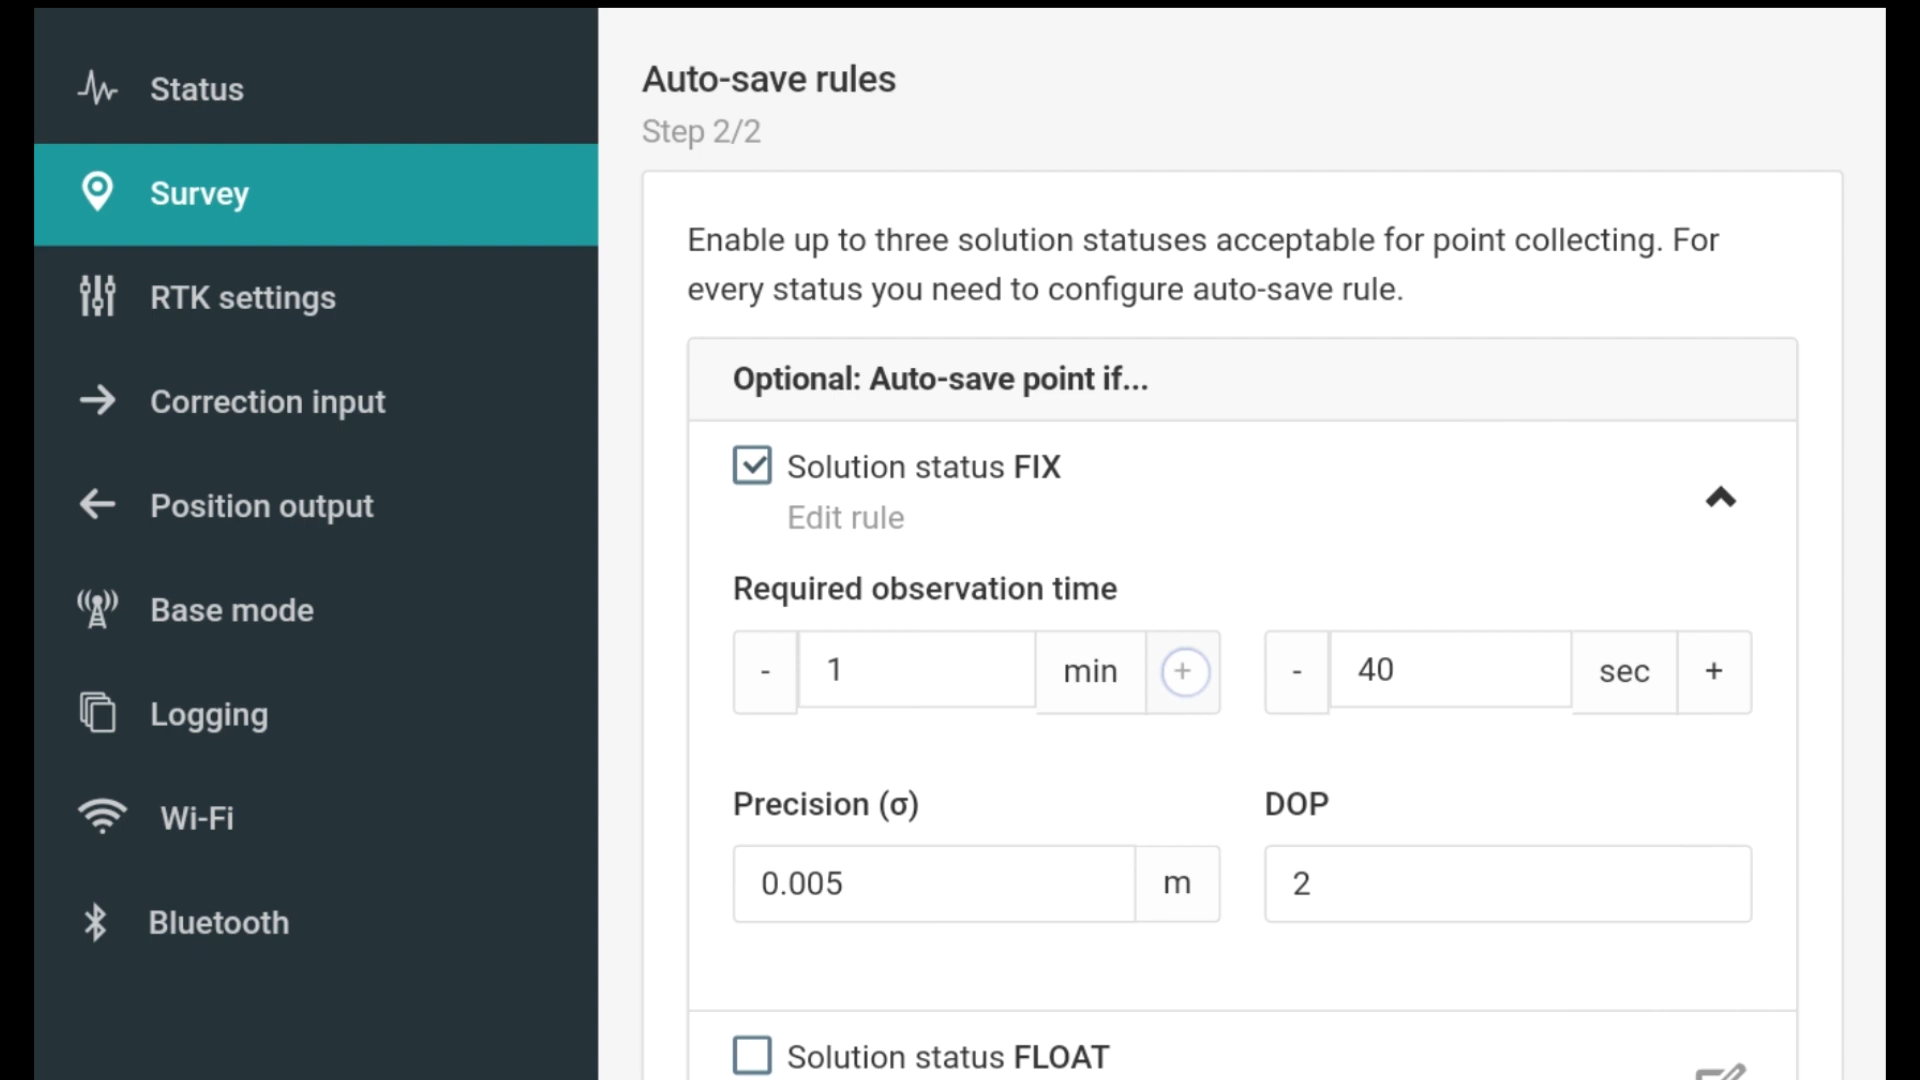 Status
Survey
RTK settings
Correction input
Position output
Base mode
Logging
Wi-Fi
Bluetooth
Auto-save rules
Step 2/2
Enable up to three solution statuses acceptable for point collecting. For
every status you need to configure auto-save rule.
Optional: Auto-save point if...
Solution status FIX
Edit rule
Required observation time
- 1 min + - 40 sec +
Precision (σ) DOP
0.005 m 2
Solution status FLOAT